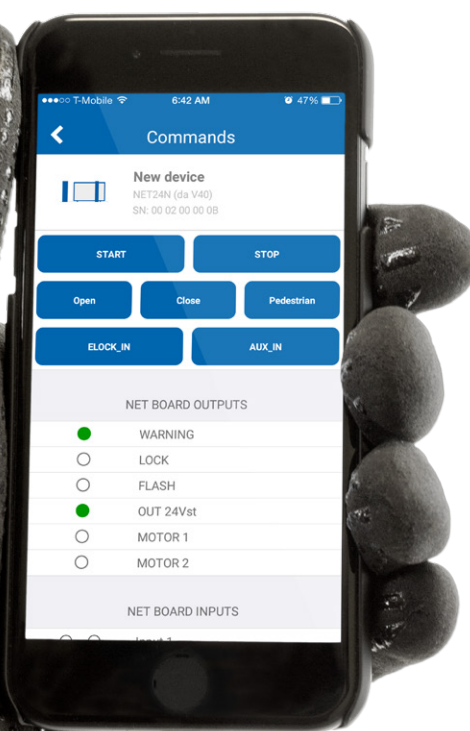 T-Mobile 6:42 AM 47%
Commands
New device
NET24N (da V40)
SN: 00 02 00 00 0B
START STOP
Open Close Pedestrian
ELOCK_IN AUX_IN
NET BOARD OUTPUTS
WARNING
LOCK
FLASH
OUT 24Vst
MOTOR 1
MOTOR 2
NET BOARD INPUTS
Input 1